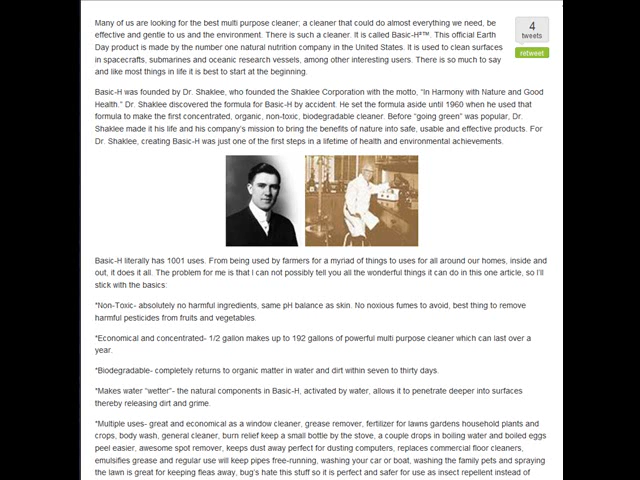 Many of us are looking for the best multi purpose cleaner; a cleaner that could do almost everything we need, be
effective and gentle to us and the environment. There is such a cleaner. It is called Basic-H²™. This official Earth
Day product is made by the number one natural nutrition company in the United States. It is used to clean surfaces
in spacecrafts, submarines and oceanic research vessels, among other interesting users. There is so much to say
and like most things in life it is best to start at the beginning.
4
tweets
retweet
Basic-H was founded by Dr. Shaklee, who founded the Shaklee Corporation with the motto, “In Harmony with Nature and Good
Health.” Dr. Shaklee discovered the formula for Basic-H by accident. He set the formula aside until 1960 when he used that
formula to make the first concentrated, organic, non-toxic, biodegradable cleaner. Before “going green” was popular, Dr.
Shaklee made it his life and his company’s mission to bring the benefits of nature into safe, usable and effective products. For
Dr. Shaklee, creating Basic-H was just one of the first steps in a lifetime of health and environmental achievements.
Basic-H literally has 1001 uses. From being used by farmers for a myriad of things to uses for all around our homes, inside and
out, it does it all. The problem for me is that I can not possibly tell you all the wonderful things it can do in this one article, so I’ll
stick with the basics:
*Non-Toxic- absolutely no harmful ingredients, same pH balance as skin. No noxious fumes to avoid, best thing to remove
harmful pesticides from fruits and vegetables.
*Economical and concentrated- 1/2 gallon makes up to 192 gallons of powerful multi purpose cleaner which can last over a
year.
*Biodegradable- completely returns to organic matter in water and dirt within seven to thirty days.
*Makes water “wetter”- the natural components in Basic-H, activated by water, allows it to penetrate deeper into surfaces
thereby releasing dirt and grime.
*Multiple uses- great and economical as a window cleaner, grease remover, fertilizer for lawns gardens household plants and
crops, body wash, general cleaner, burn relief keep a small bottle by the stove, a couple drops in boiling water and boiled eggs
peel easier, awesome spot remover, keeps dust away perfect for dusting computers, replaces commercial floor cleaners,
emulsifies grease and regular use will keep pipes free-running, washing your car or boat, washing the family pets and spraying
the lawn is great for keeping fleas away, bug’s hate this stuff so it is perfect and safer for use as insect repellent instead of